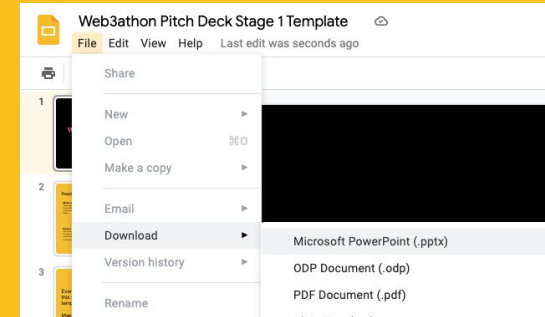 Web3athon Pitch Deck Stage 1 Template
File Edit View Help Last edit was seconds ago
Share
1
New
Open ⌘O
Make a copy
2
Email
Download
Microsoft PowerPoint (.pptx)
Version history
ODP Document (.odp)
3
PDF Document (.pdf)
Rename